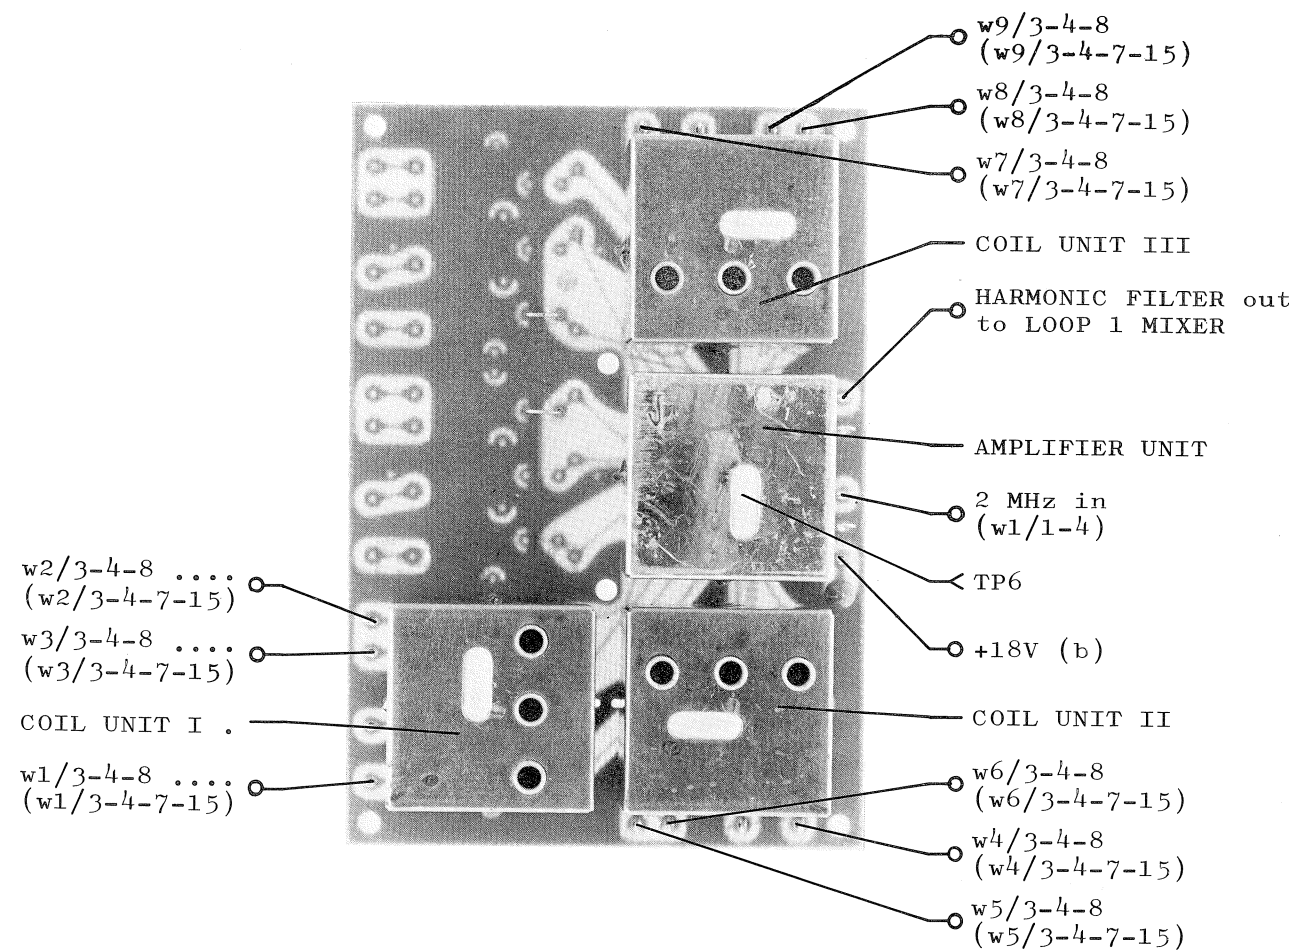 w9/3-4-8
(w9/3-4-7-15)
w8/3-4-8
(w8/3-4-7-15)
w7/3-4-8
(w7/3-4-7-15)
COIL UNIT III
HARMONIC FILTER out
to LOOP 1 MIXER
AMPLIFIER UNIT
2 MHz in
(w1/1-4)
TP6
+18V (b)
COIL UNIT II
w6/3-4-8
(w6/3-4-7-15)
w4/3-4-8
(w4/3-4-7-15)
w5/3-4-8
(w5/3-4-7-15)
w2/3-4-8 ....
(w2/3-4-7-15)
w3/3-4-8 ....
(w3/3-4-7-15)
COIL UNIT I .
w1/3-4-8 ....
(w1/3-4-7-15)